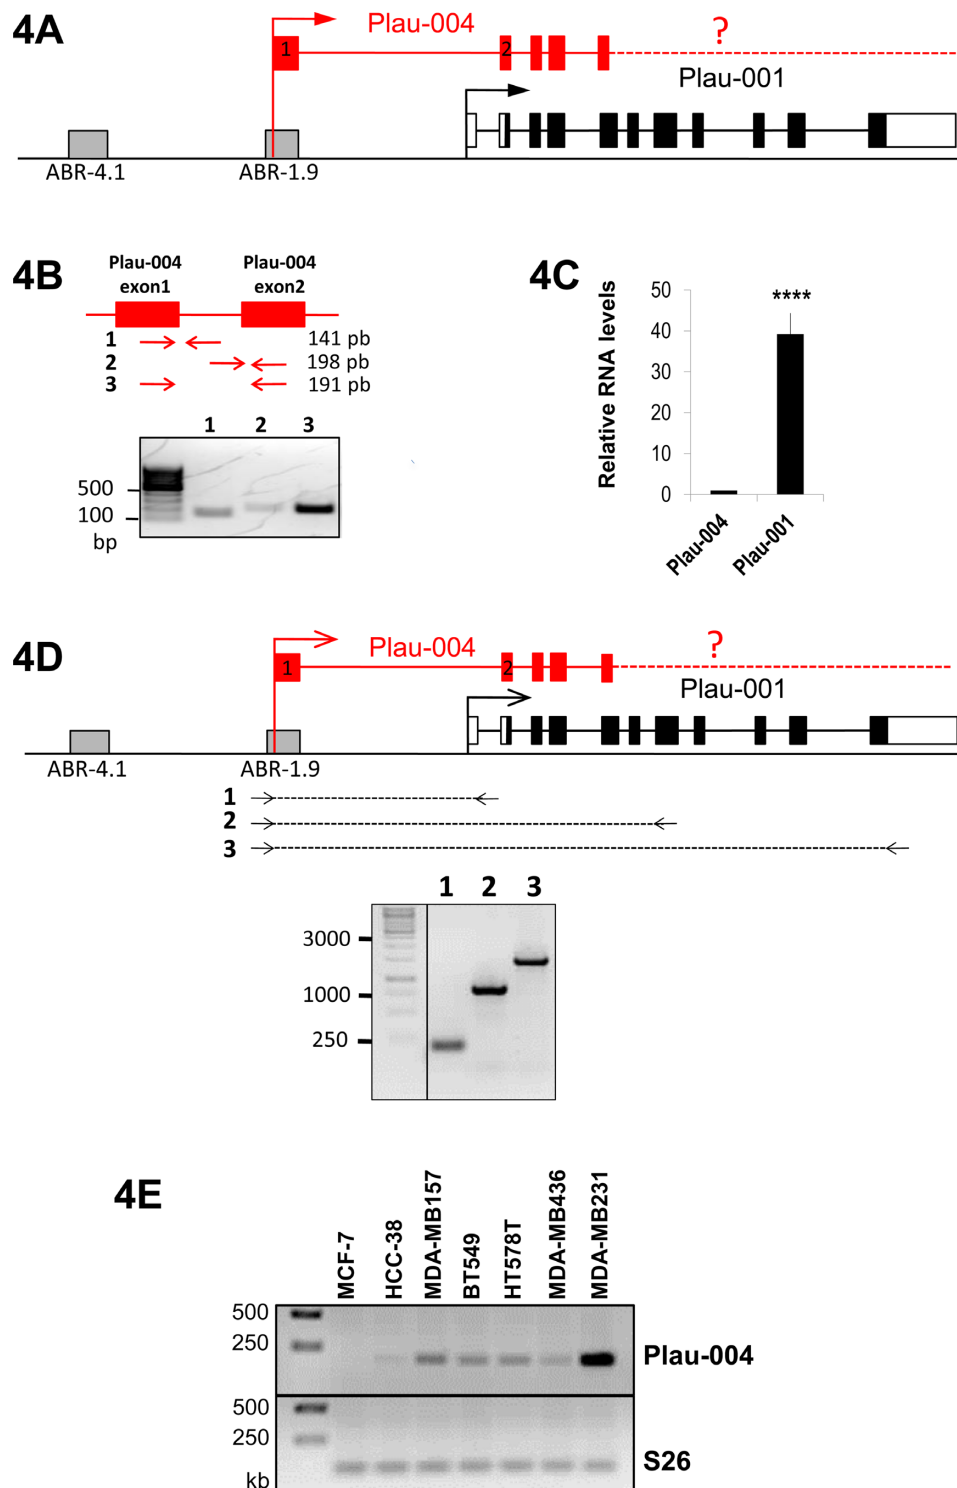 4A
Plau-004
?
1
2
Plau-001
ABR-4.1
ABR-1.9
4B
Plau-004
exon1
Plau-004
exon2
1
141 pb
2
198 pb
3
191 pb
1 2 3
500
100
bp
4C
Relative RNA levels
50
40
30
20
10
0
****
Plau-004
Plau-001
4D
Plau-004
?
1
2
Plau-001
ABR-4.1
ABR-1.9
1
2
3
1 2 3
3000
1000
250
4E
MCF-7
HCC-38
MDA-MB157
BT549
HT578T
MDA-MB436
MDA-MB231
500
250
Plau-004
500
250
S26
kb